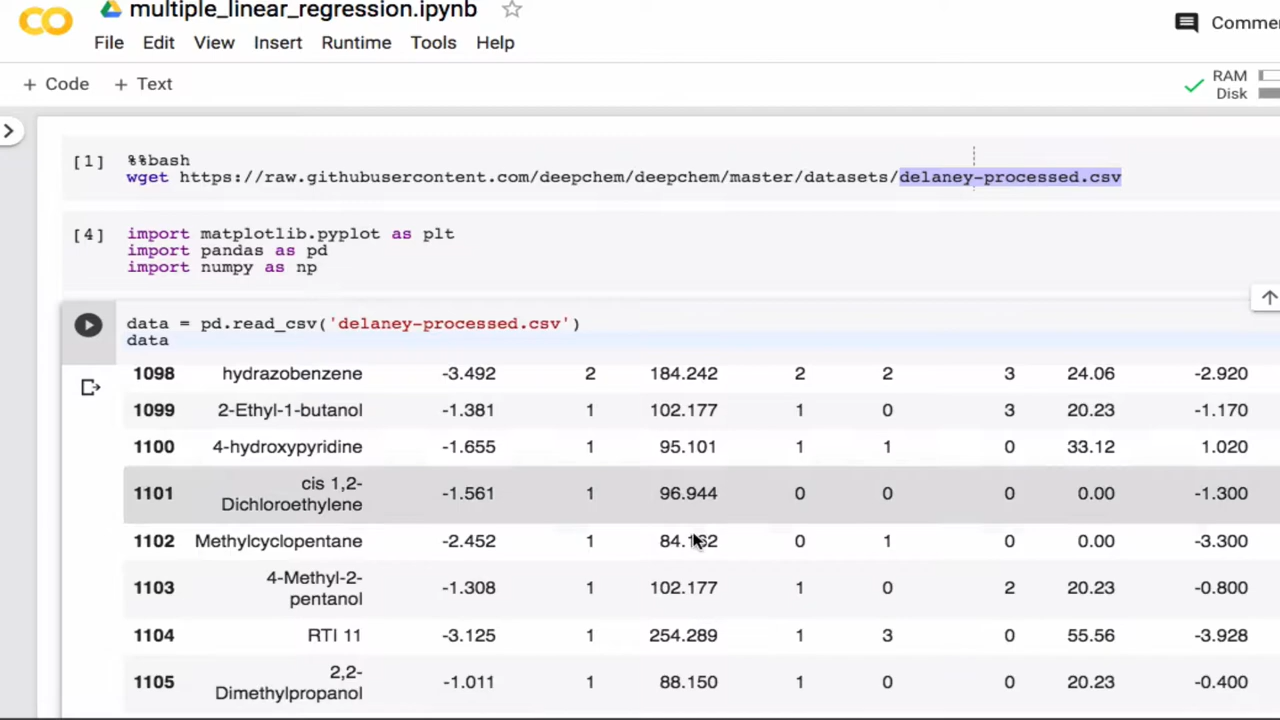 multiple_linear_regression.ipynb
Comme
File Edit View Insert Runtime Tools Help
+ Code + Text
RAM
Disk
[1] %%bash
wget https://raw.githubusercontent.com/deepchem/deepchem/master/datasets/delaney-processed.csv
[4] import matplotlib.pyplot as plt
import pandas as pd
import numpy as np
data = pd.read_csv('delaney-processed.csv')
data
1098 hydrazobenzene -3.492 2 184.242 2 2 3 24.06 -2.920
1099 2-Ethyl-1-butanol -1.381 1 102.177 1 0 3 20.23 -1.170
1100 4-hydroxypyridine -1.655 1 95.101 1 1 0 33.12 1.020
cis 1,2-
1101 Dichloroethylene -1.561 1 96.944 0 0 0 0.00 -1.300
1102 Methylcyclopentane -2.452 1 0 1 0 0.00 -3.300
4-Methyl-2-
1103 pentanol -1.308 1 102.177 1 0 2 20.23 -0.800
1104 RTI 11 -3.125 1 254.289 1 3 0 55.56 -3.928
2,2-
1105 Dimethylpropanol -1.011 1 88.150 1 0 0 20.23 -0.400